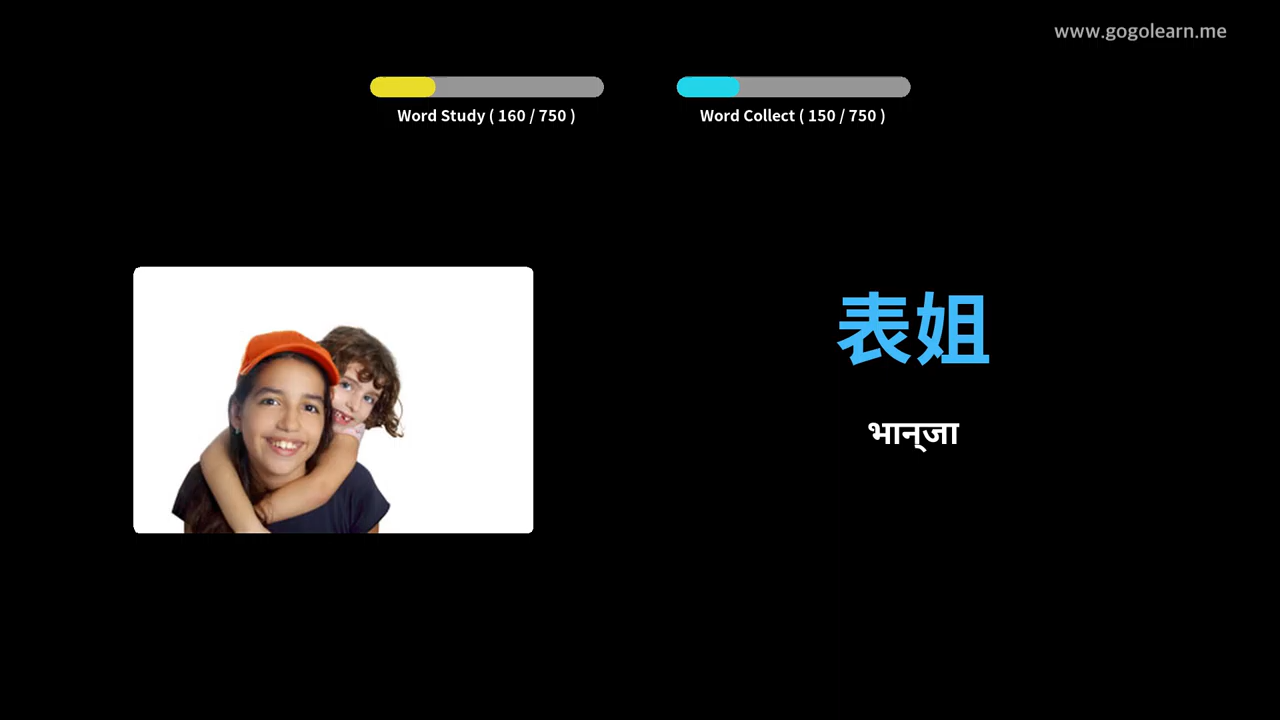 www.gogolearn.me
Word Study ( 160 / 750 )
Word Collect ( 150 / 750 )
表姐
भान्‌जा